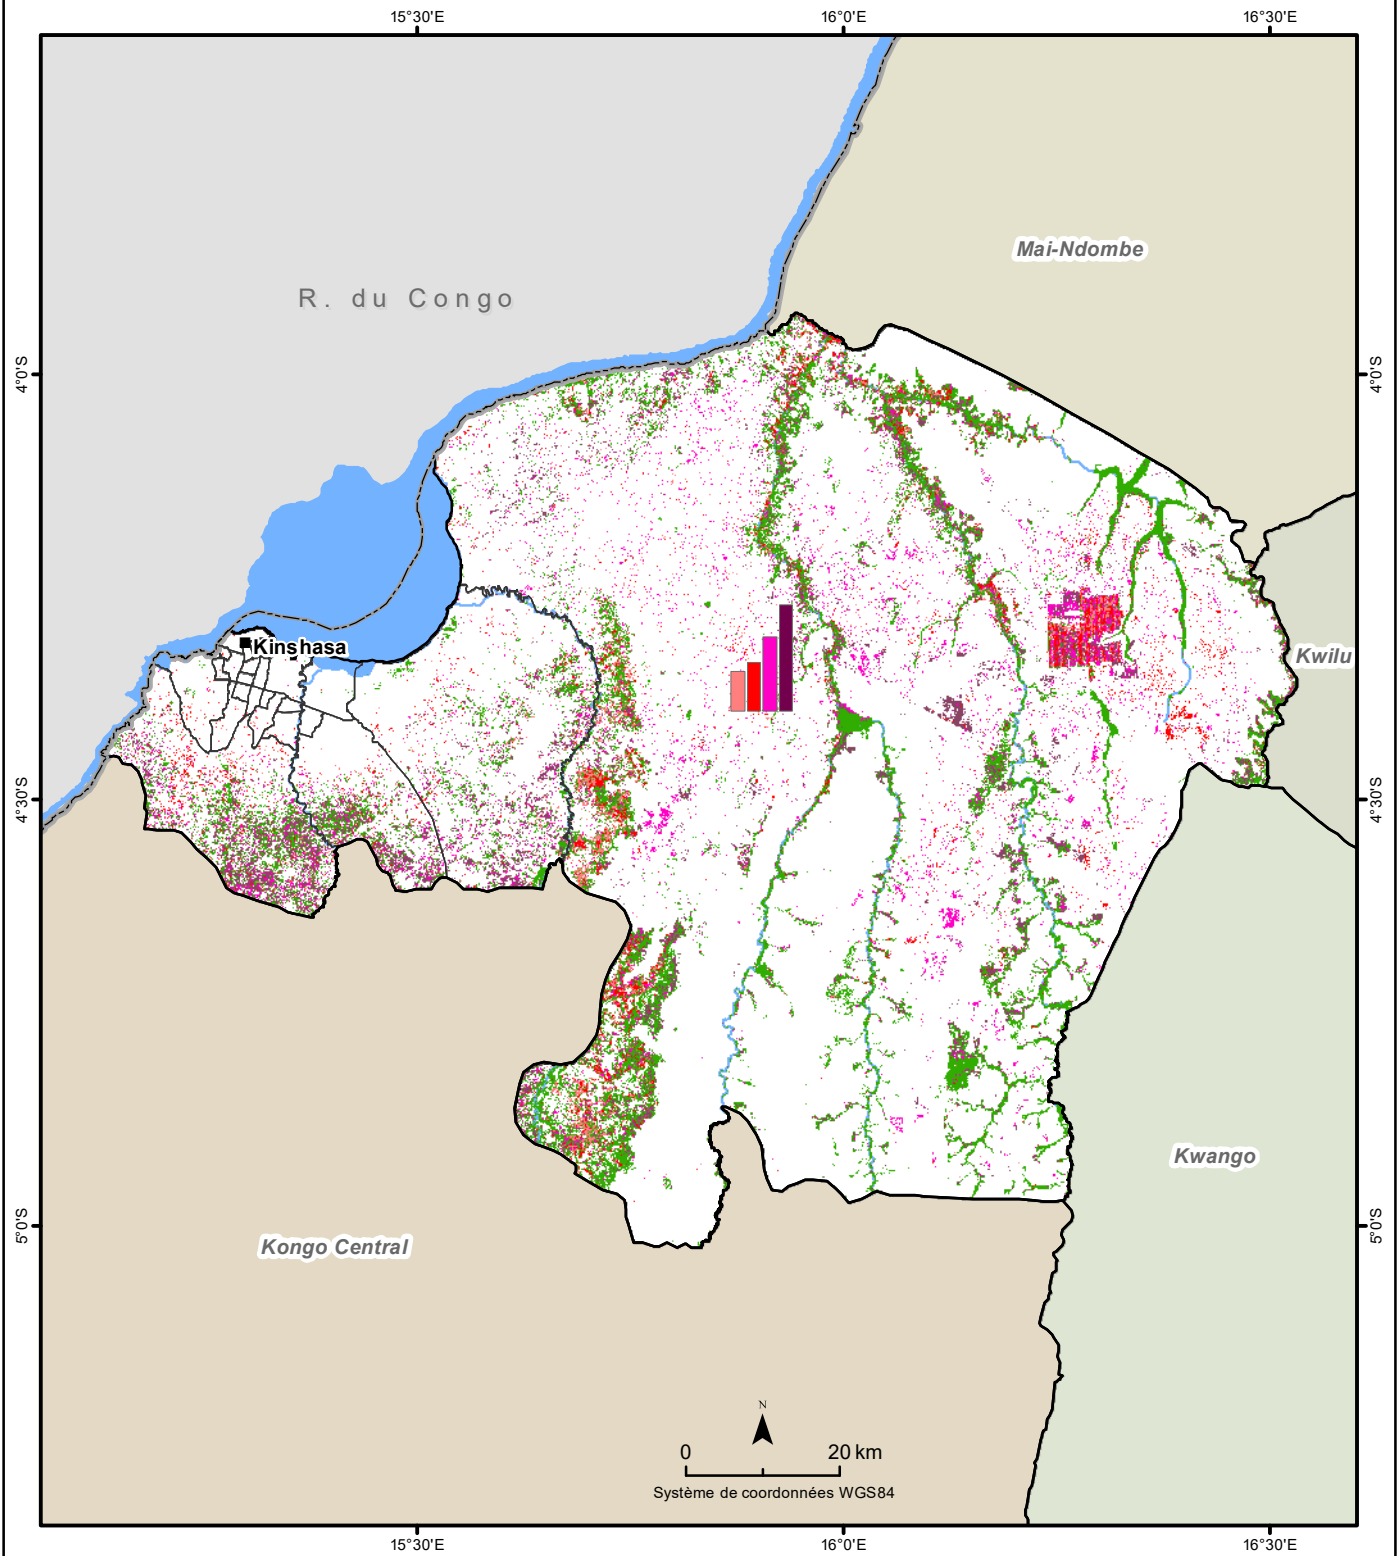 15°30'E 16°0'E 16°30'E
Mai-Ndombe
R. du Congo
4°0'S 4°0'S
Kinshasa
Kwilu
4°30'S 4°30'S
Kwango
5°0'S 5°0'S
Kongo Central
N
0 20 km
Système de coordonnées WGS84
15°30'E 16°0'E 16°30'E